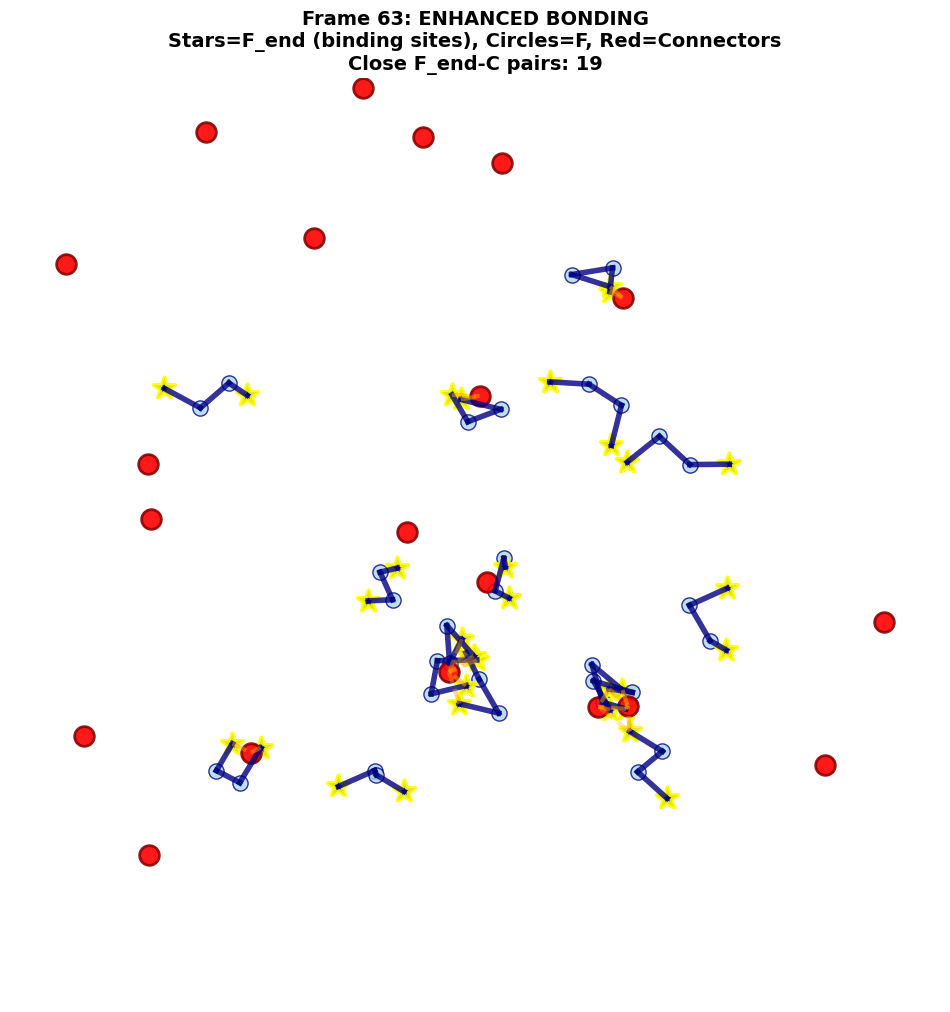 Frame 63: ENHANCED BONDING
Stars=F_end (binding sites), Circles=F, Red=Connectors
Close F_end-C pairs: 19